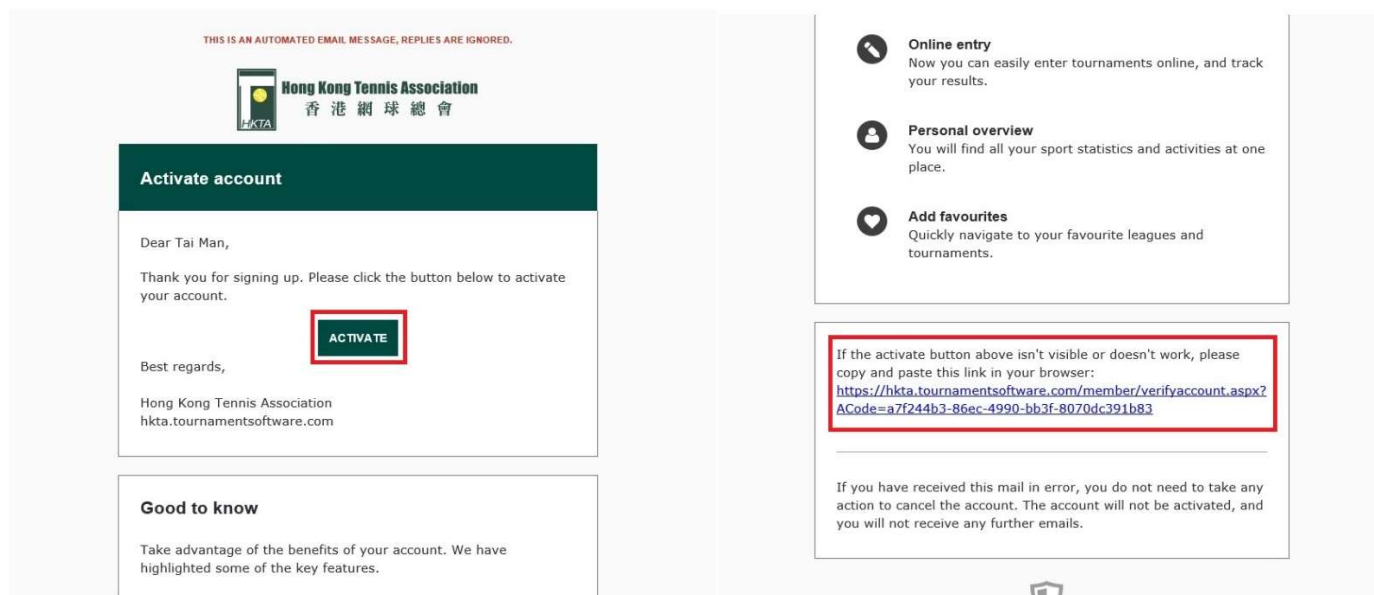 THIS IS AN AUTOMATED EMAIL MESSAGE, REPLIES ARE IGNORED.
HKTA
Hong Kong Tennis Association
香港網球總會
Activate account
Dear Tai Man,
Thank you for signing up. Please click the button below to activate
your account.
ACTIVATE
Best regards,
Hong Kong Tennis Association
hkta.tournamentsoftware.com
Good to know
Take advantage of the benefits of your account. We have
highlighted some of the key features.
Online entry
Now you can easily enter tournaments online, and track
your results.
Personal overview
You will find all your sport statistics and activities at one
place.
Add favourites
Quickly navigate to your favourite leagues and
tournaments.
If the activate button above isn't visible or doesn't work, please
copy and paste this link in your browser:
https://hkta.tournamentsoftware.com/member/verifyaccount.aspx?
ACode=a7f244b3-86ec-4990-bb3f-8070dc391b83
If you have received this mail in error, you do not need to take any
action to cancel the account. The account will not be activated, and
you will not receive any further emails.